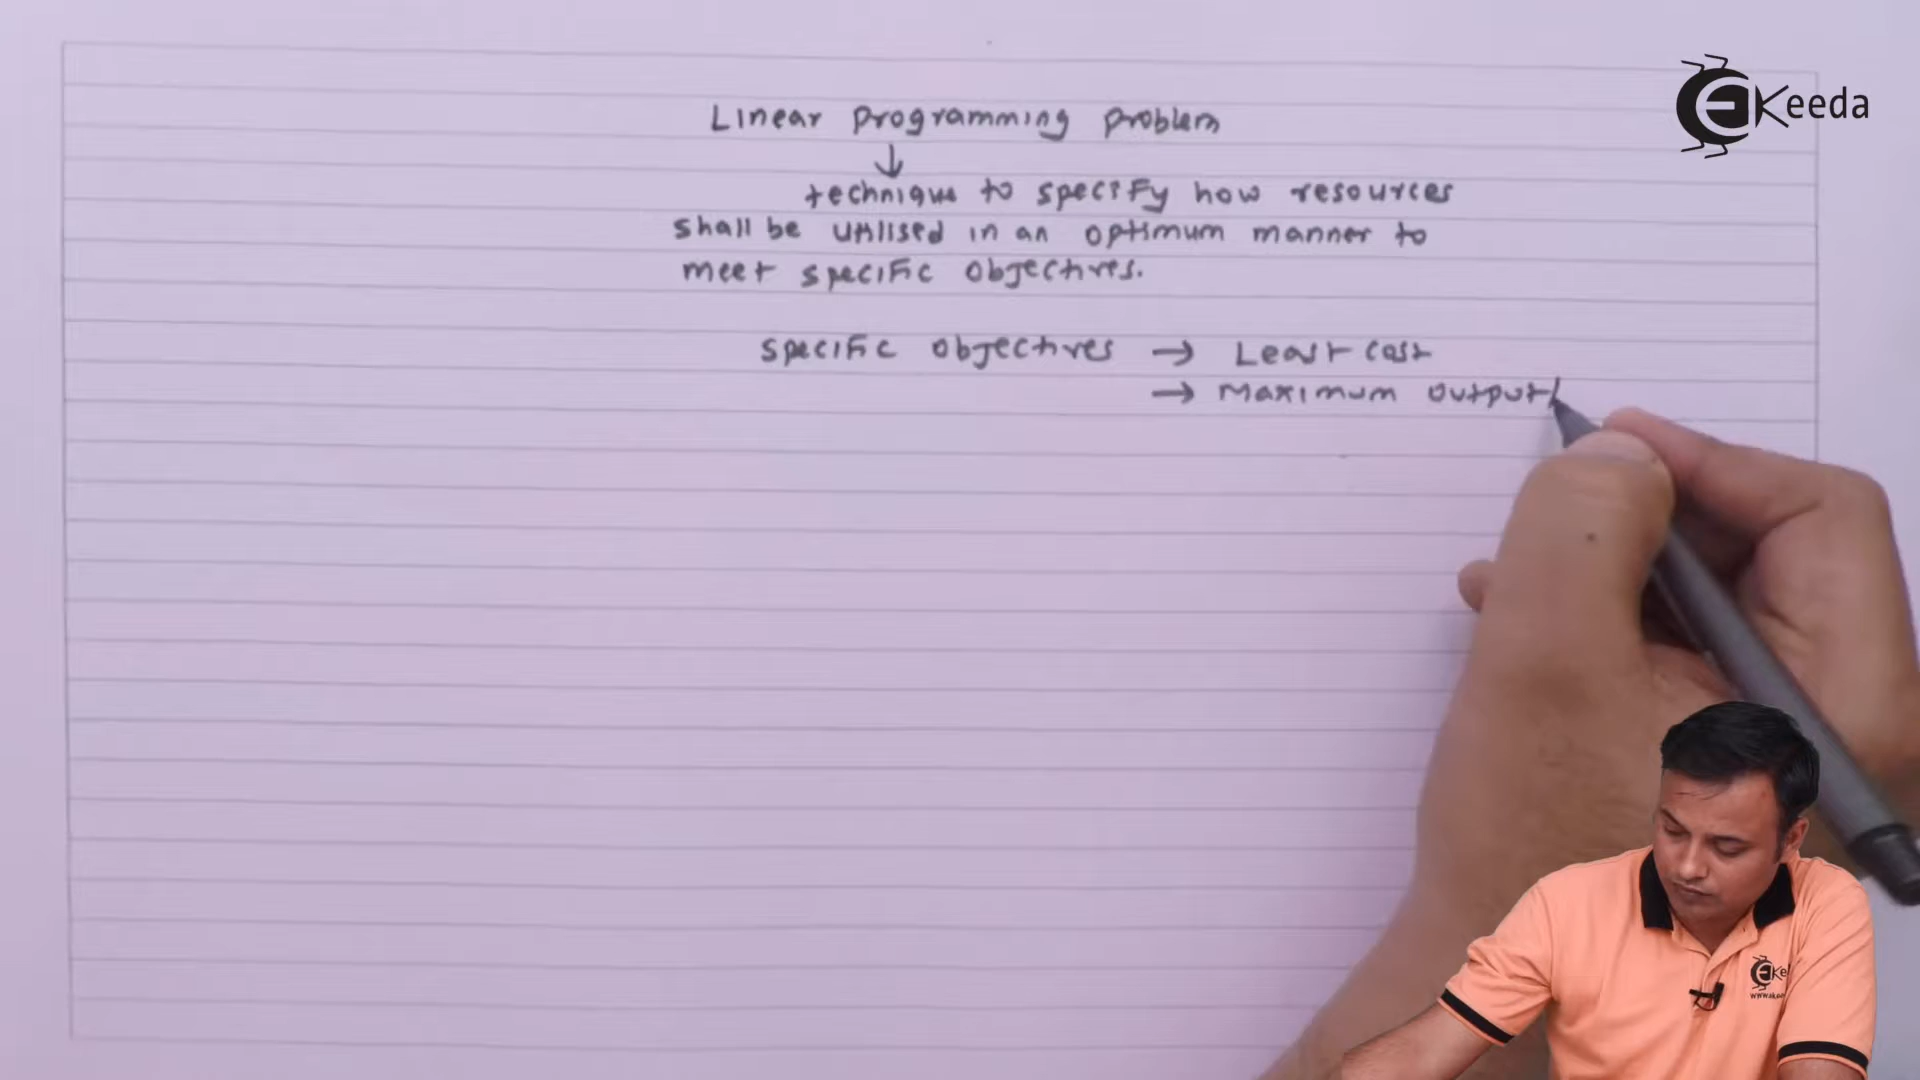 Linear Programming Problem
↓
technique to specify how resources
shall be utilised in an optimum manner to
meet specific objectives.
specific objectives → Least cost
→ Maximum output/
EKeeda
EKe